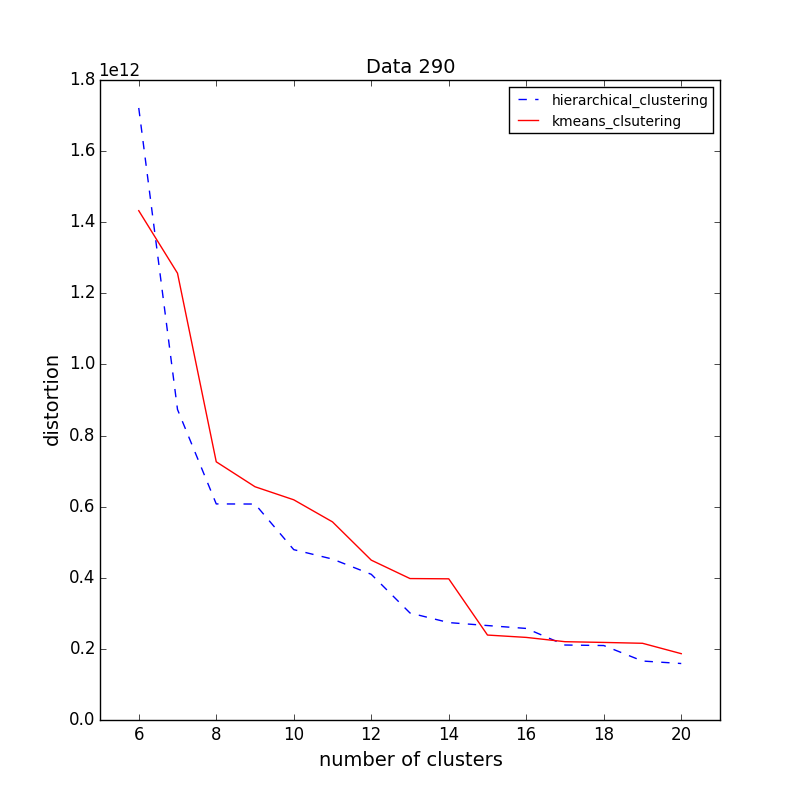 Data 290
1e12
hierarchical_clustering
kmeans_clsutering
1.8
1.6
1.4
1.2
1.0
0.8
0.6
0.4
0.2
0.0
distortion
6 8 10 12 14 16 18 20
number of clusters